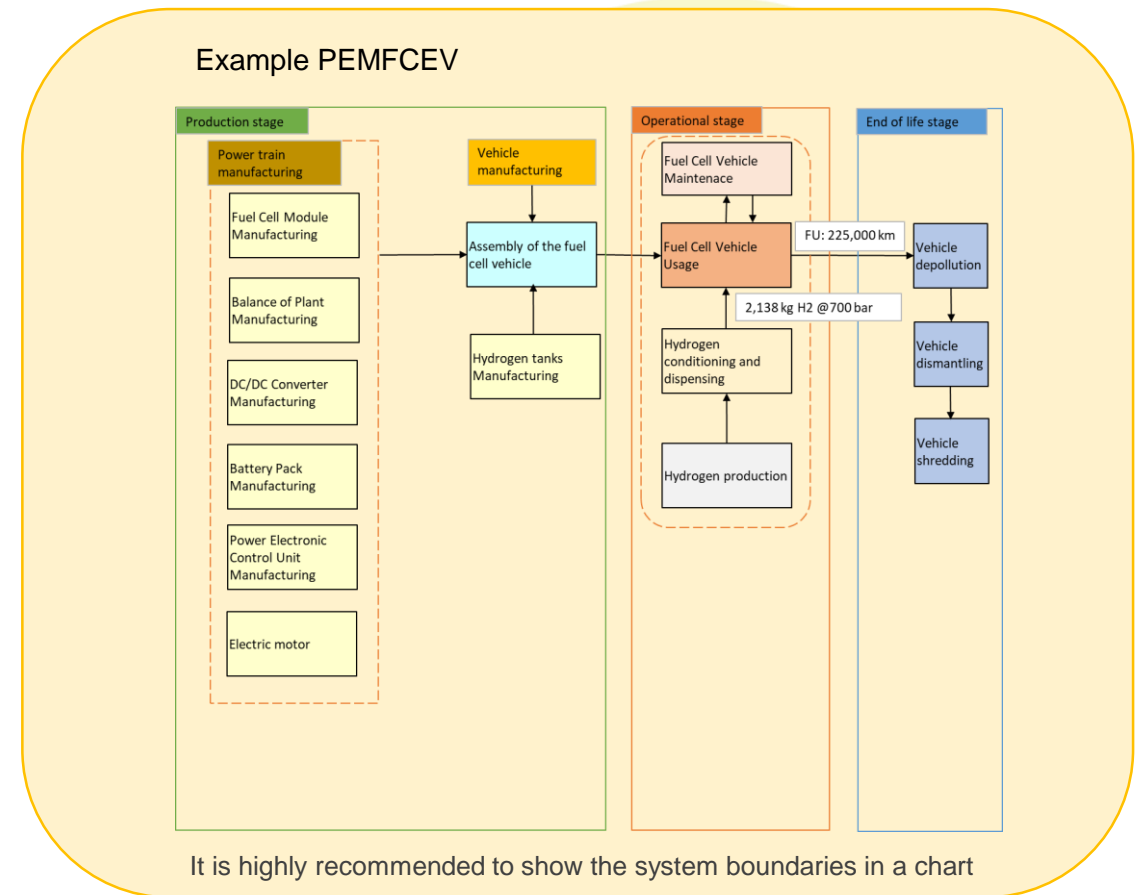 Example PEMFCEV
Production stage
Power train
manufacturing
Fuel Cell Module
Manufacturing
Balance of Plant
Manufacturing
DC/DC Converter
Manufacturing
Battery Pack
Manufacturing
Power Electronic
Control Unit
Manufacturing
Electric motor
Vehicle
manufacturing
Assembly of the fuel
cell vehicle
Hydrogen tanks
Manufacturing
Operational stage
Fuel Cell Vehicle
Maintenace
Fuel Cell Vehicle
Usage
FU: 225,000 km
2,138 kg H2 @700 bar
Hydrogen
conditioning and
dispensing
Hydrogen production
End of life stage
Vehicle
depollution
Vehicle
dismantling
Vehicle
shredding
It is highly recommended to show the system boundaries in a chart